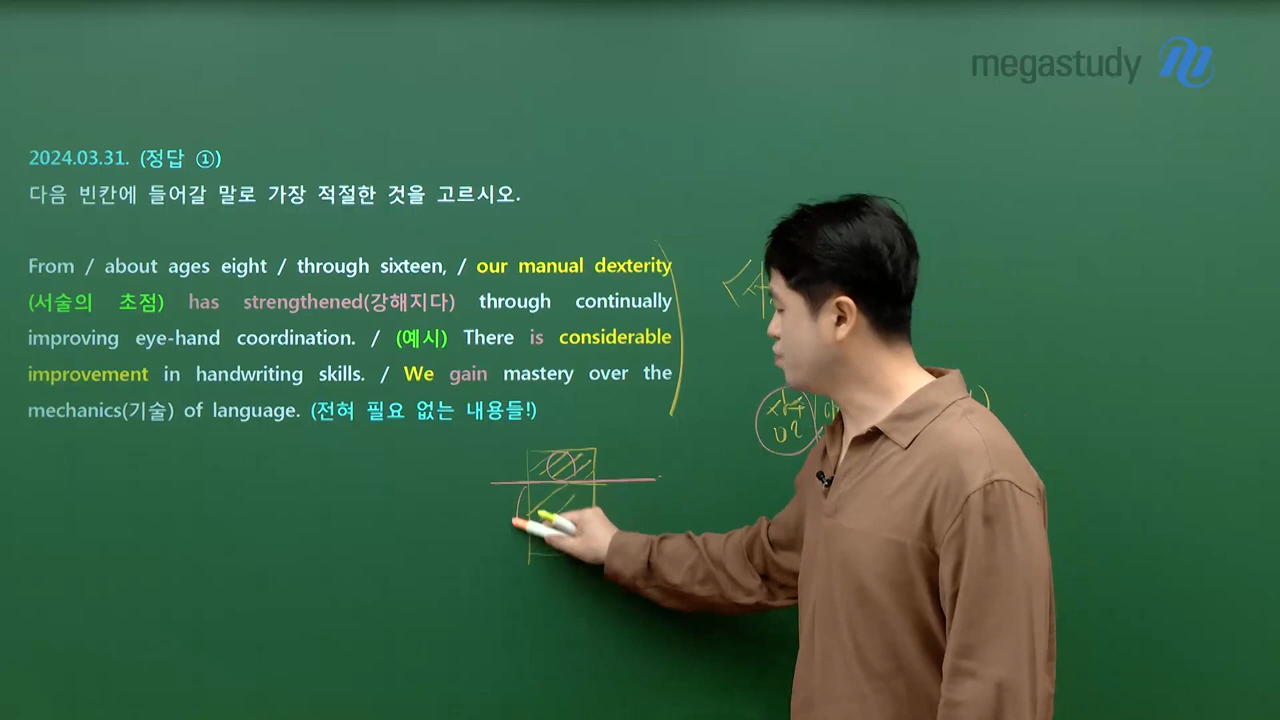 megastudy
2024.03.31. (정답 ①)
다음 빈칸에 들어갈 말로 가장 적절한 것을 고르시오.
From / about ages eight / through sixteen, / our manual dexterity
(서술의 초점) has strengthened(강해지다) through continually
improving eye-hand coordination. / (예시) There is considerable
improvement in handwriting skills. / We gain mastery over the
mechanics(기술) of language. (전혀 필요 없는 내용들!)